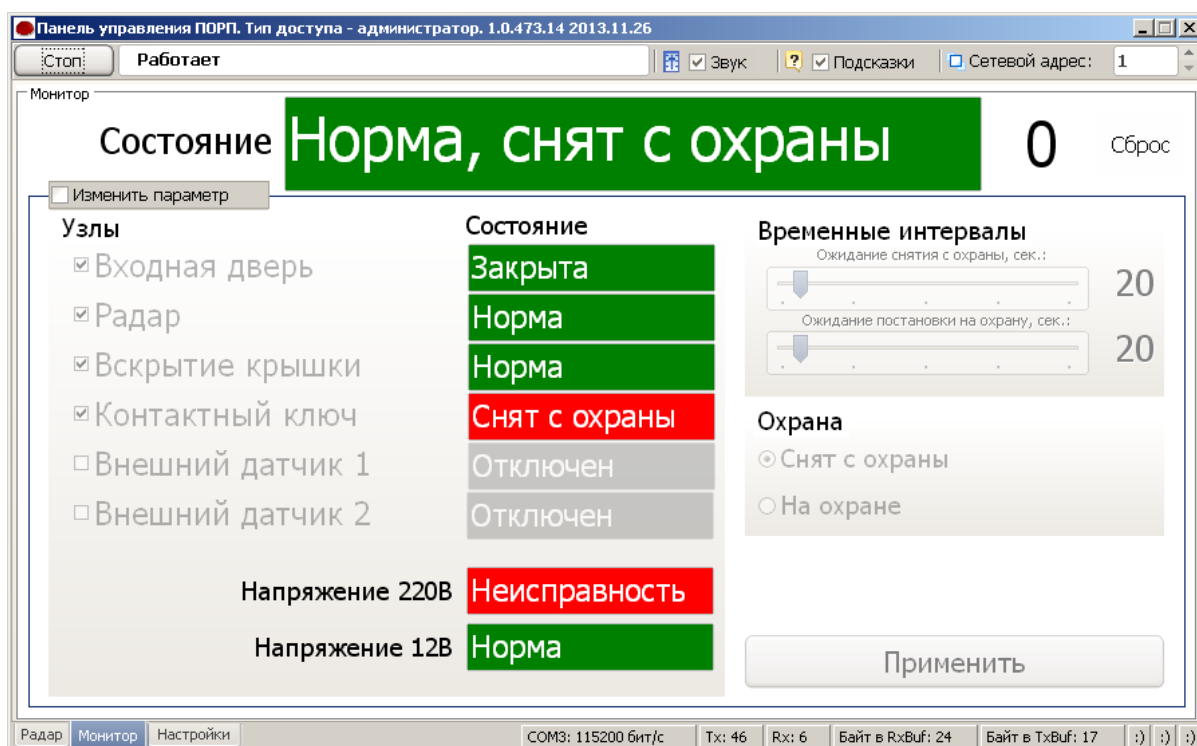 Панель управления ПОРП. Тип доступа - администратор. 1.0.473.14 2013.11.26
Стоп Работает Звук Подсказки Сетевой адрес: 1
Монитор
Состояние Норма, снят с охраны 0 Сброс
Изменить параметр
Узлы Состояние Временные интервалы
Ожидание снятия с охраны, сек.:
Входная дверь Закрыта 20
Радар Норма Ожидание постановки на охрану, сек.:
Вскрытие крышки Норма 20
Контактный ключ Снят с охраны Охрана
Внешний датчик 1 Отключен Снят с охраны
Внешний датчик 2 Отключен На охране
Напряжение 220В Неисправность
Напряжение 12В Норма Применить
Радар Монитор Настройки COM3: 115200 бит/с Tx: 46 Rx: 6 Байт в RxBuf: 24 Байт в TxBuf: 17 :) :) :)